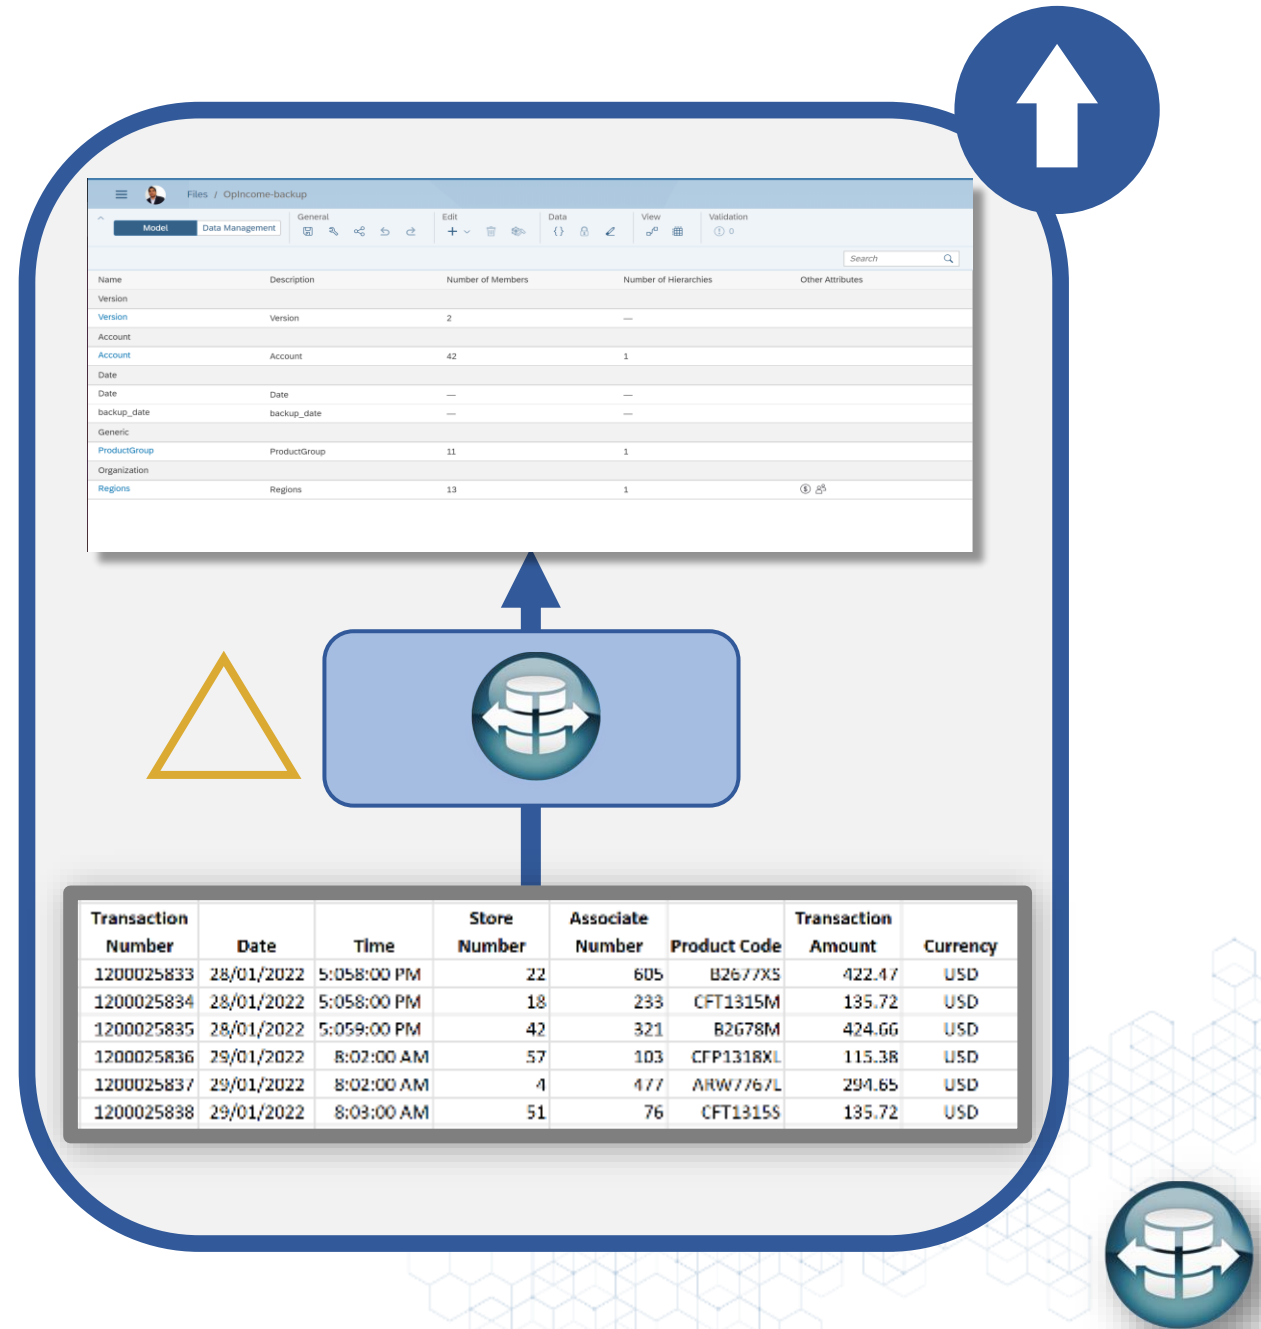 Files / OpIncome-backup
General Edit Data View Validation
Model Data Management 0
Search
Name Description Number of Members Number of Hierarchies Other Attributes
Version
Version Version 2 —
Account
Account Account 42 1
Date
Date Date — —
backup_date backup_date — —
Generic
ProductGroup ProductGroup 11 1
Organization
Regions Regions 13 1
Transaction Store Associate Transaction
Number Date Time Number Number Product Code Amount Currency
1200025833 28/01/2022 5:058:00 PM 22 605 B2677XS 422.47 USD
1200025834 28/01/2022 5:058:00 PM 18 233 CFT1315M 135.72 USD
1200025835 28/01/2022 5:059:00 PM 42 321 B2678M 424.66 USD
1200025836 29/01/2022 8:02:00 AM 57 103 CFP1318XL 115.38 USD
1200025837 29/01/2022 8:02:00 AM 4 477 ARW7767L 294.65 USD
1200025838 29/01/2022 8:03:00 AM 51 76 CFT1315S 135.72 USD